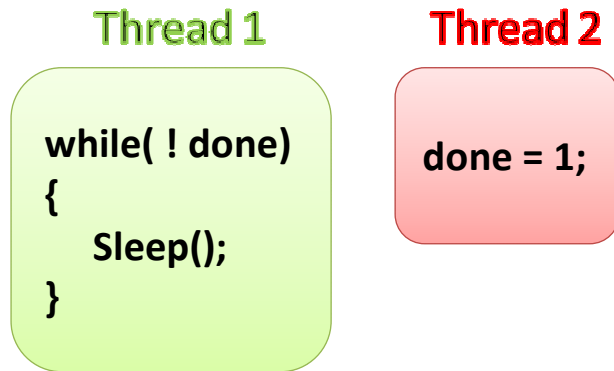 Thread 1
while( ! done)
{
Sleep();
}
Thread 2
done = 1;